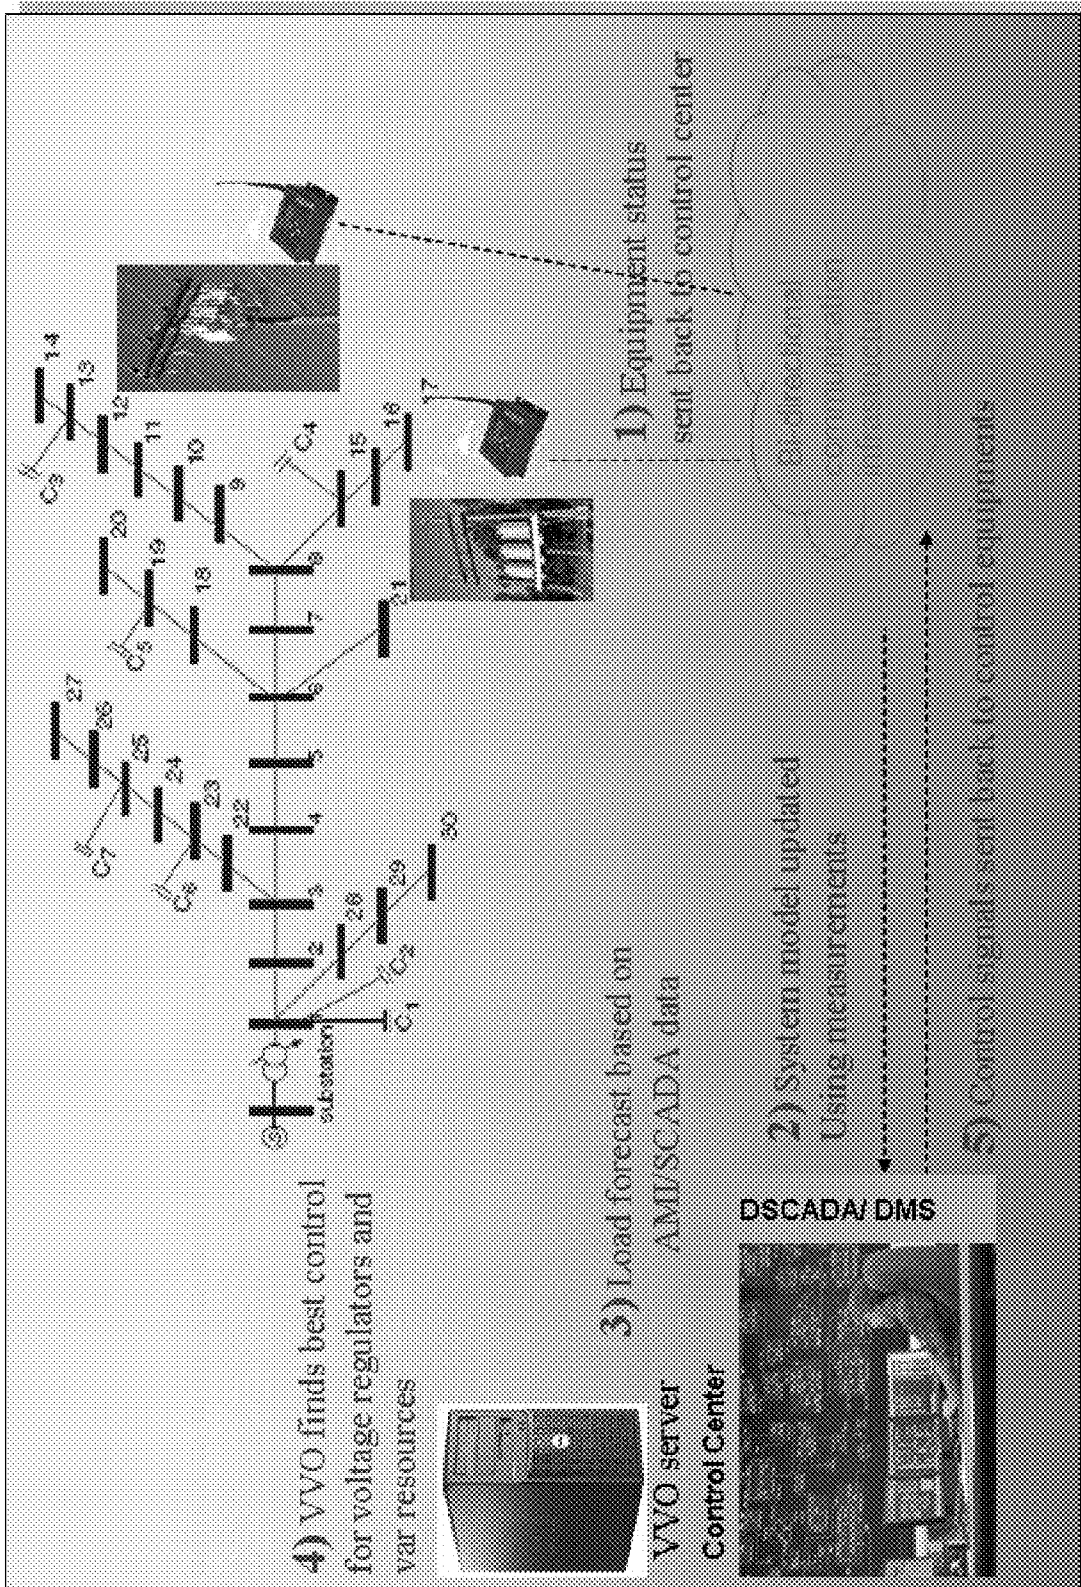 14
13
12
11
10
9
C3
20
19
18
C5
27
26
25
24
23
22
C7
C6
S
substation
1
2
3
4
5
6
7
8
C4
15
16
17
21
28
29
30
C2
C1
4) VVO finds best control
for voltage regulators and
var resources
VVO server
Control Center
3) Load forecast based on
AMI/SCADA data
1) Equipment status
sent back to control center
2) System model updated
Using measurements
DSCADA/ DMS
5) Control signals sent back to control equipments